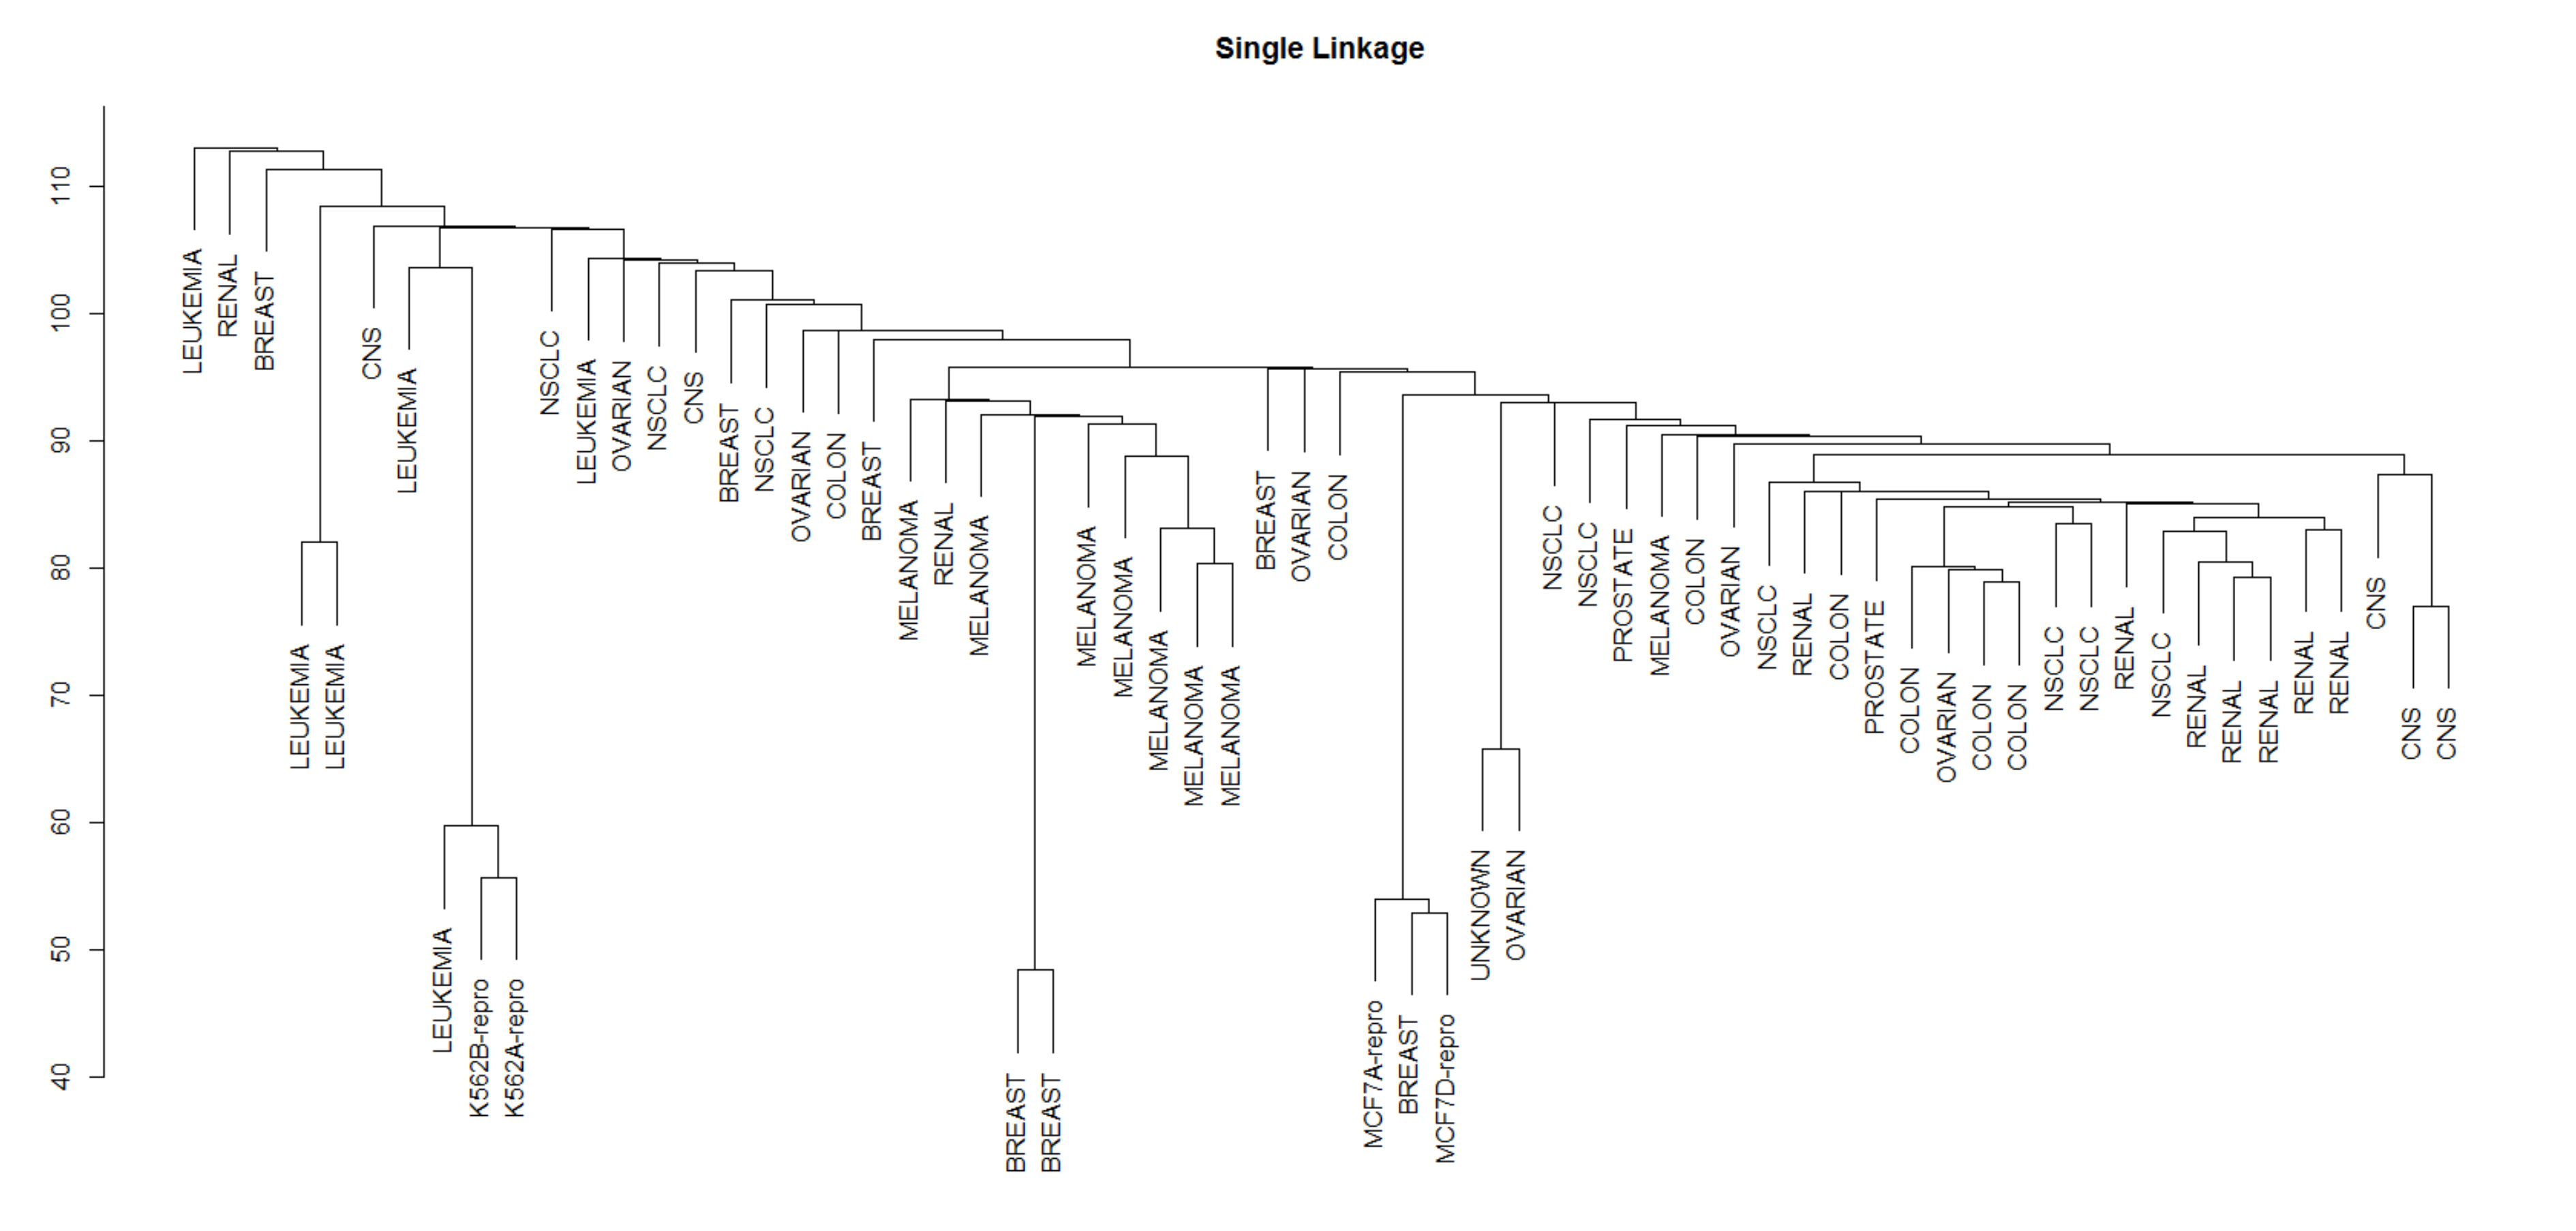 Single Linkage
110
100
90
80
70
60
50
40
LEUKEMIA
RENAL
BREAST
LEUKEMIA
LEUKEMIA
CNS
LEUKEMIA
LEUKEMIA
K562B-repro
K562A-repro
NSCLC
LEUKEMIA
OVARIAN
NSCLC
CNS
BREAST
NSCLC
OVARIAN
COLON
BREAST
MELANOMA
RENAL
MELANOMA
BREAST
BREAST
MELANOMA
MELANOMA
MELANOMA
MELANOMA
MELANOMA
BREAST
OVARIAN
COLON
MCF7A-repro
BREAST
MCF7D-repro
UNKNOWN
OVARIAN
NSCLC
NSCLC
PROSTATE
MELANOMA
COLON
OVARIAN
NSCLC
RENAL
COLON
PROSTATE
COLON
OVARIAN
COLON
COLON
NSCLC
NSCLC
RENAL
NSCLC
RENAL
RENAL
RENAL
RENAL
RENAL
CNS
CNS
CNS